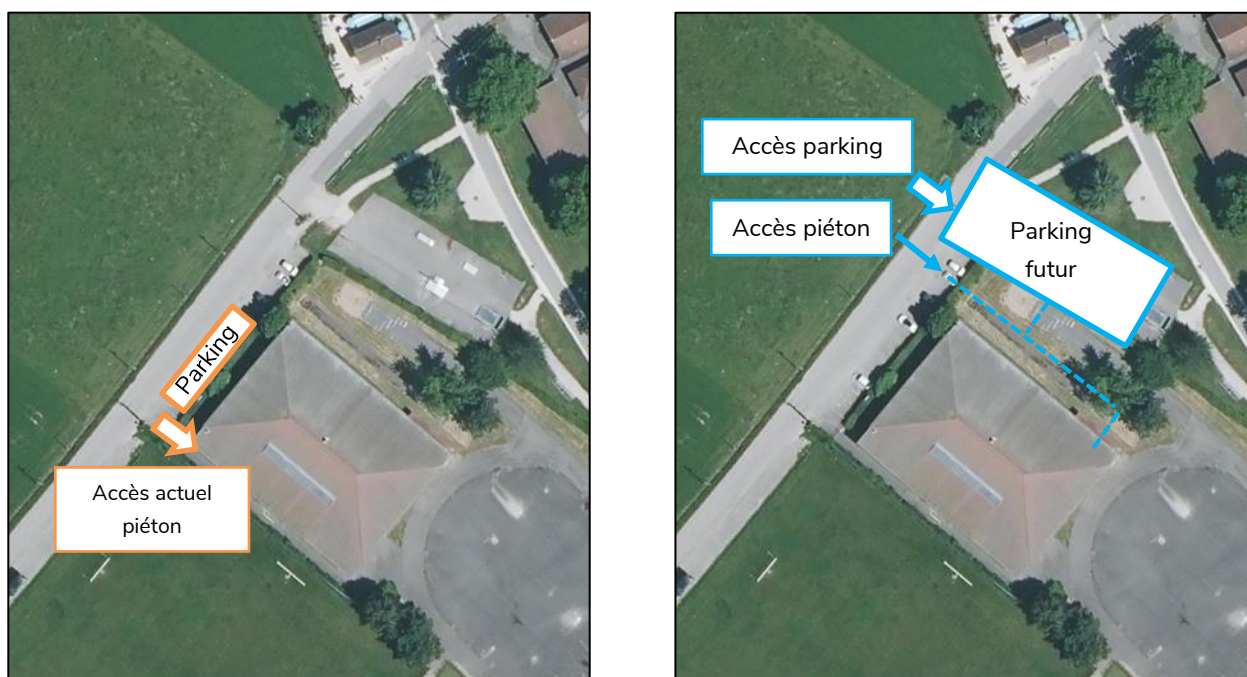 Parking
Accès actuel
piéton
Accès parking
Accès piéton
Parking
futur